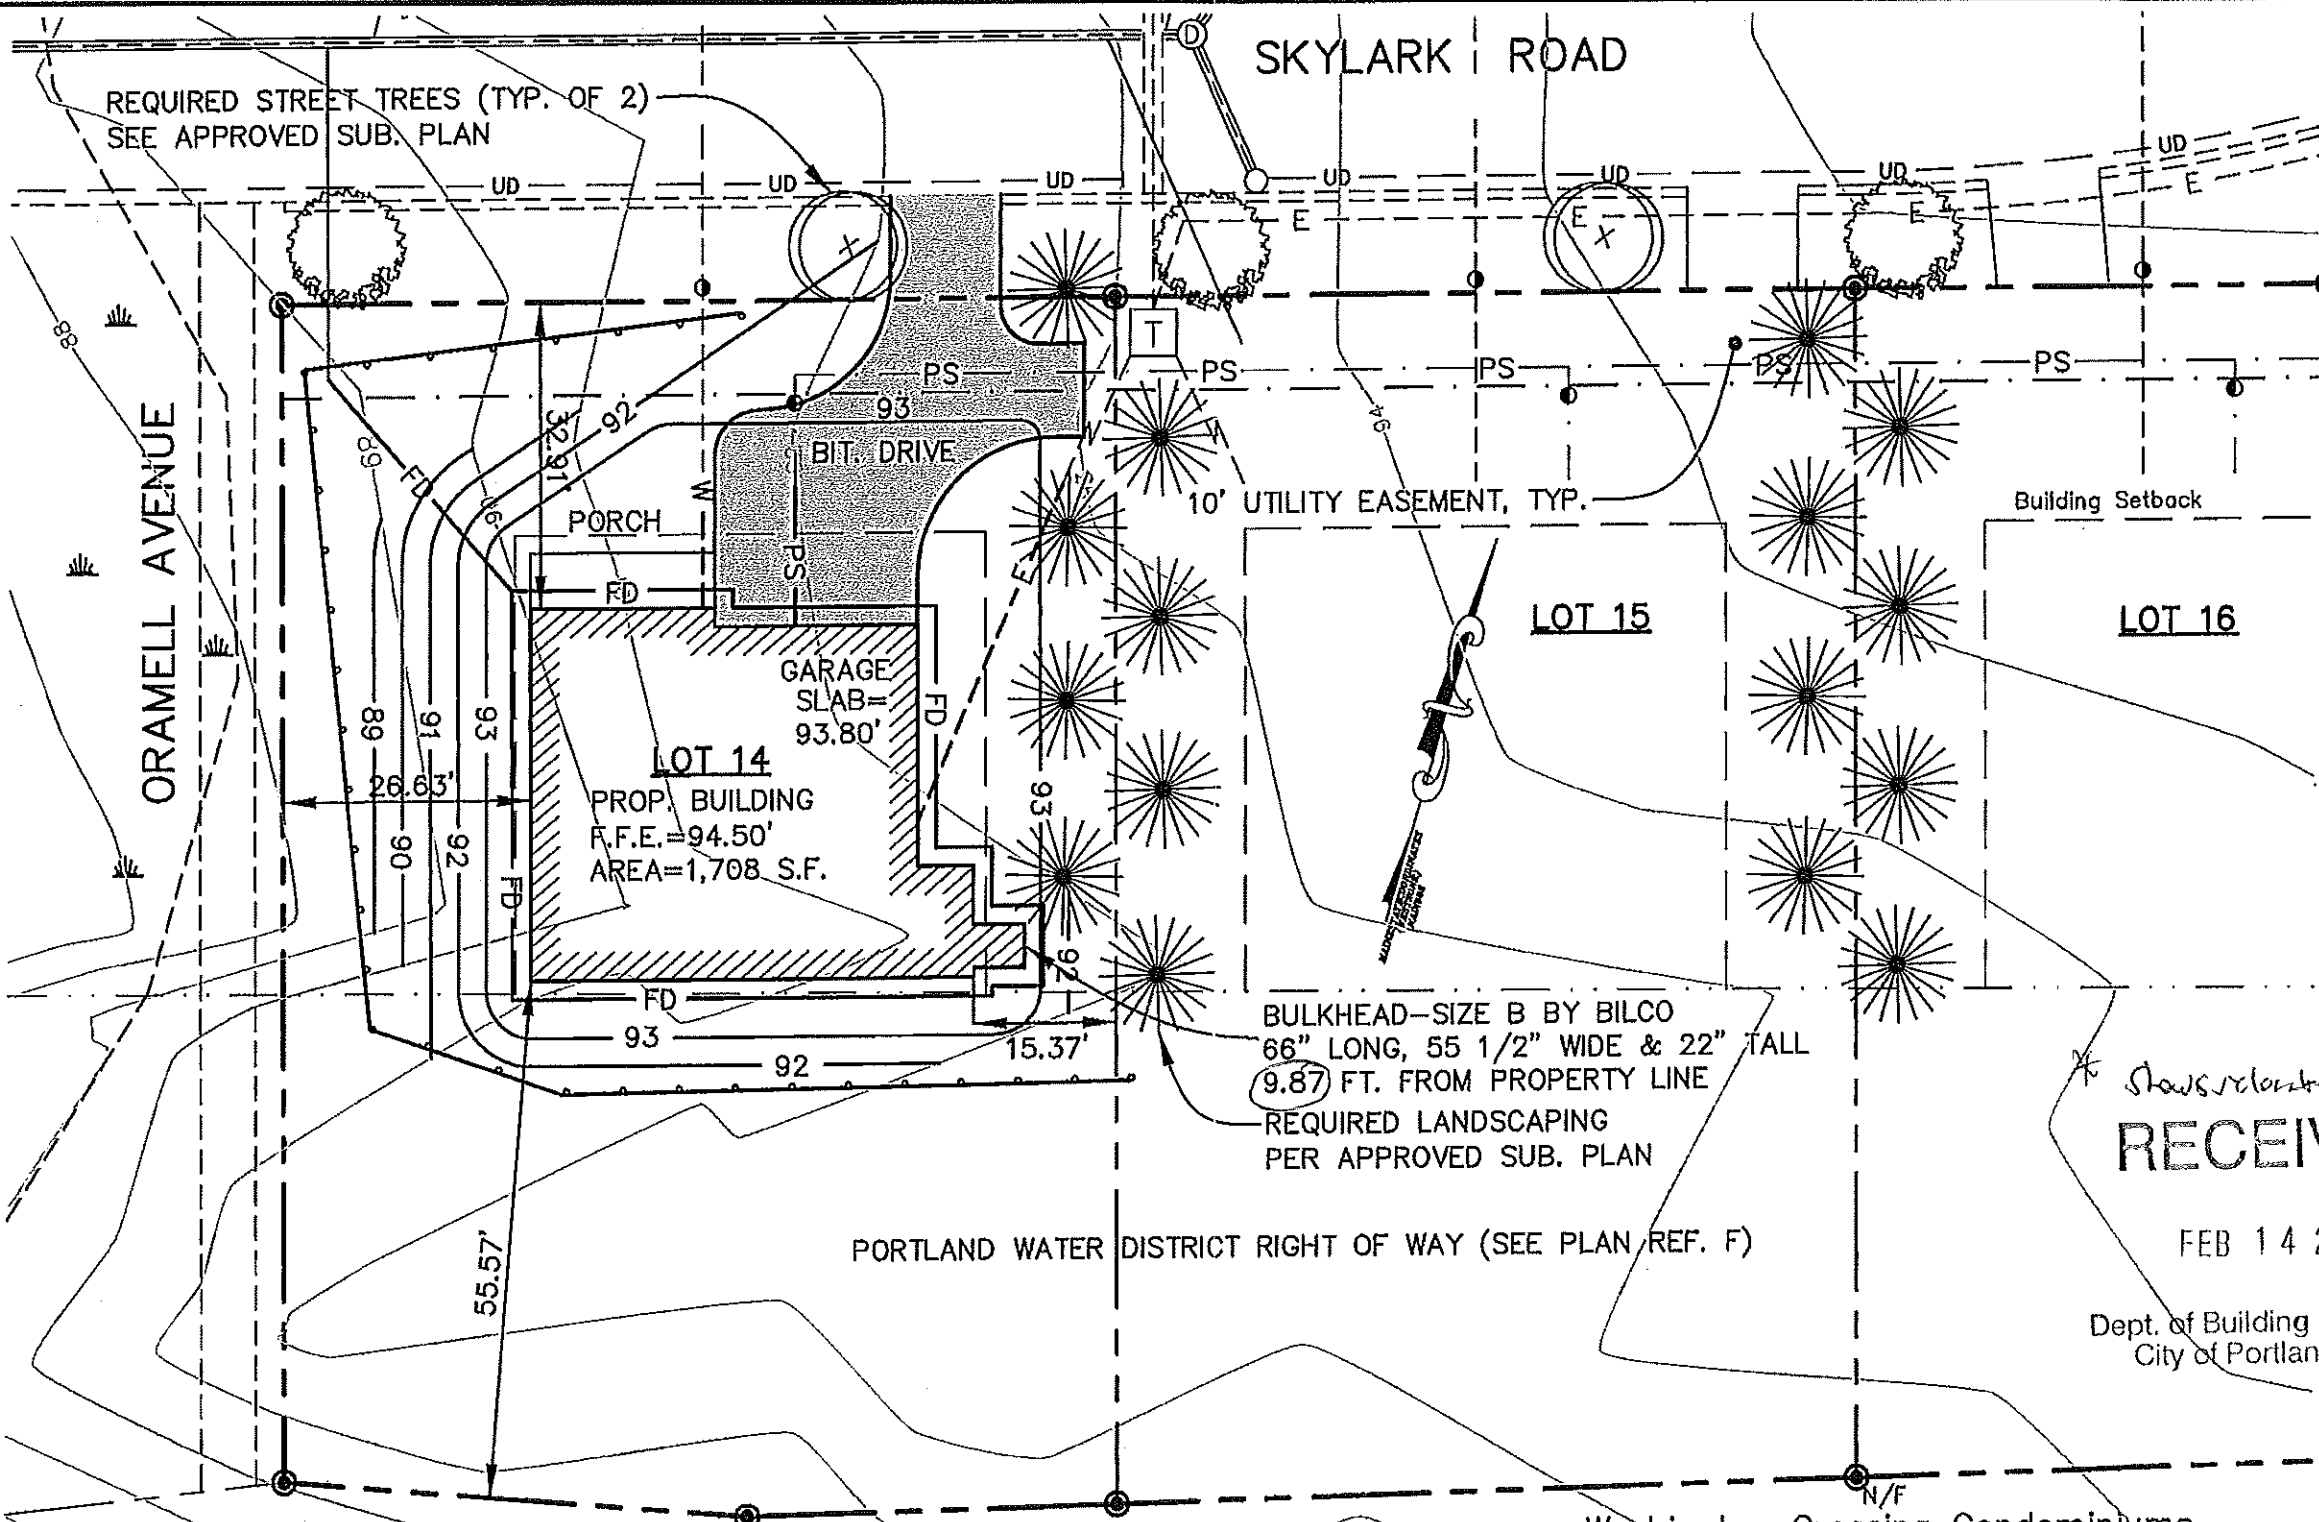 D
SKYLARK ROAD
REQUIRED STREET TREES (TYP. OF 2)
SEE APPROVED SUB. PLAN
UD
UD
UD
UD
UD
UD
E
E
E
E
X
X
T
88
PS
PS
PS
PS
PS
93
92
32.91'
94
89
FD
90
BIT. DRIVE
W
10' UTILITY EASEMENT, TYP.
Building Setback
PORCH
PS
E
FD
ORAMELL AVENUE
LOT 15
LOT 16
GARAGE
SLAB=
93.80'
FD
89
91
93
LOT 14
26.63'
PROP. BUILDING
F.F.E.=94.50'
AREA=1,708 S.F.
93
90
92
FD
92
FD
93
92
15.37'
BULKHEAD-SIZE B BY BILCO
66" LONG, 55 1/2" WIDE & 22" TALL
9.87 FT. FROM PROPERTY LINE
REQUIRED LANDSCAPING
PER APPROVED SUB. PLAN
Shows
RECEIV
FEB 14 2
55.57'
PORTLAND WATER DISTRICT RIGHT OF WAY (SEE PLAN REF. F)
Dept. of Building
City of Portlan
N/F
Crossing Condominiums